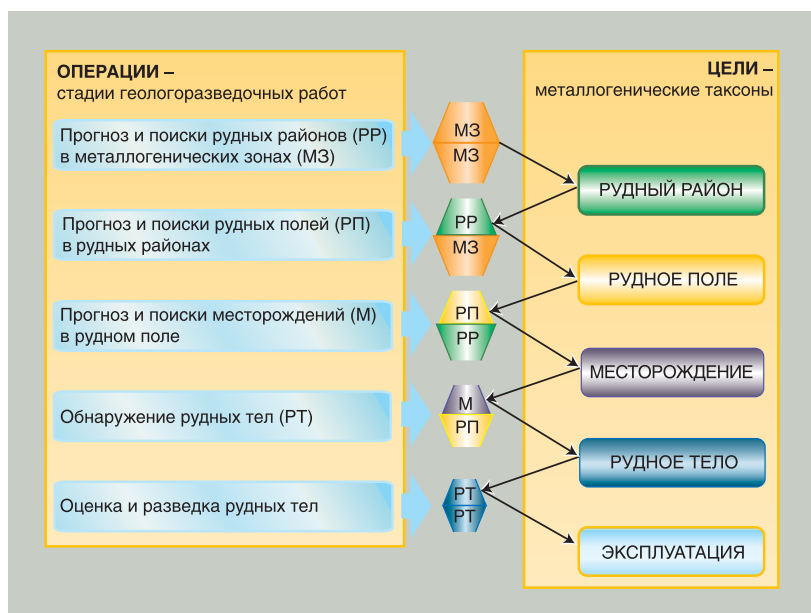 ОПЕРАЦИИ –
стадии геологоразведочных работ
Прогноз и поиски рудных районов (РР)
в металлогенических зонах (МЗ)
Прогноз и поиски рудных полей (РП)
в рудных районах
Прогноз и поиски месторождений (М)
в рудном поле
Обнаружение рудных тел (РТ)
Оценка и разведка рудных тел
МЗ
МЗ
РР
МЗ
РП
РР
М
РП
РТ
РТ
ЦЕЛИ –
металлогенические таксоны
РУДНЫЙ РАЙОН
РУДНОЕ ПОЛЕ
МЕСТОРОЖДЕНИЕ
РУДНОЕ ТЕЛО
ЭКСПЛУАТАЦИЯ